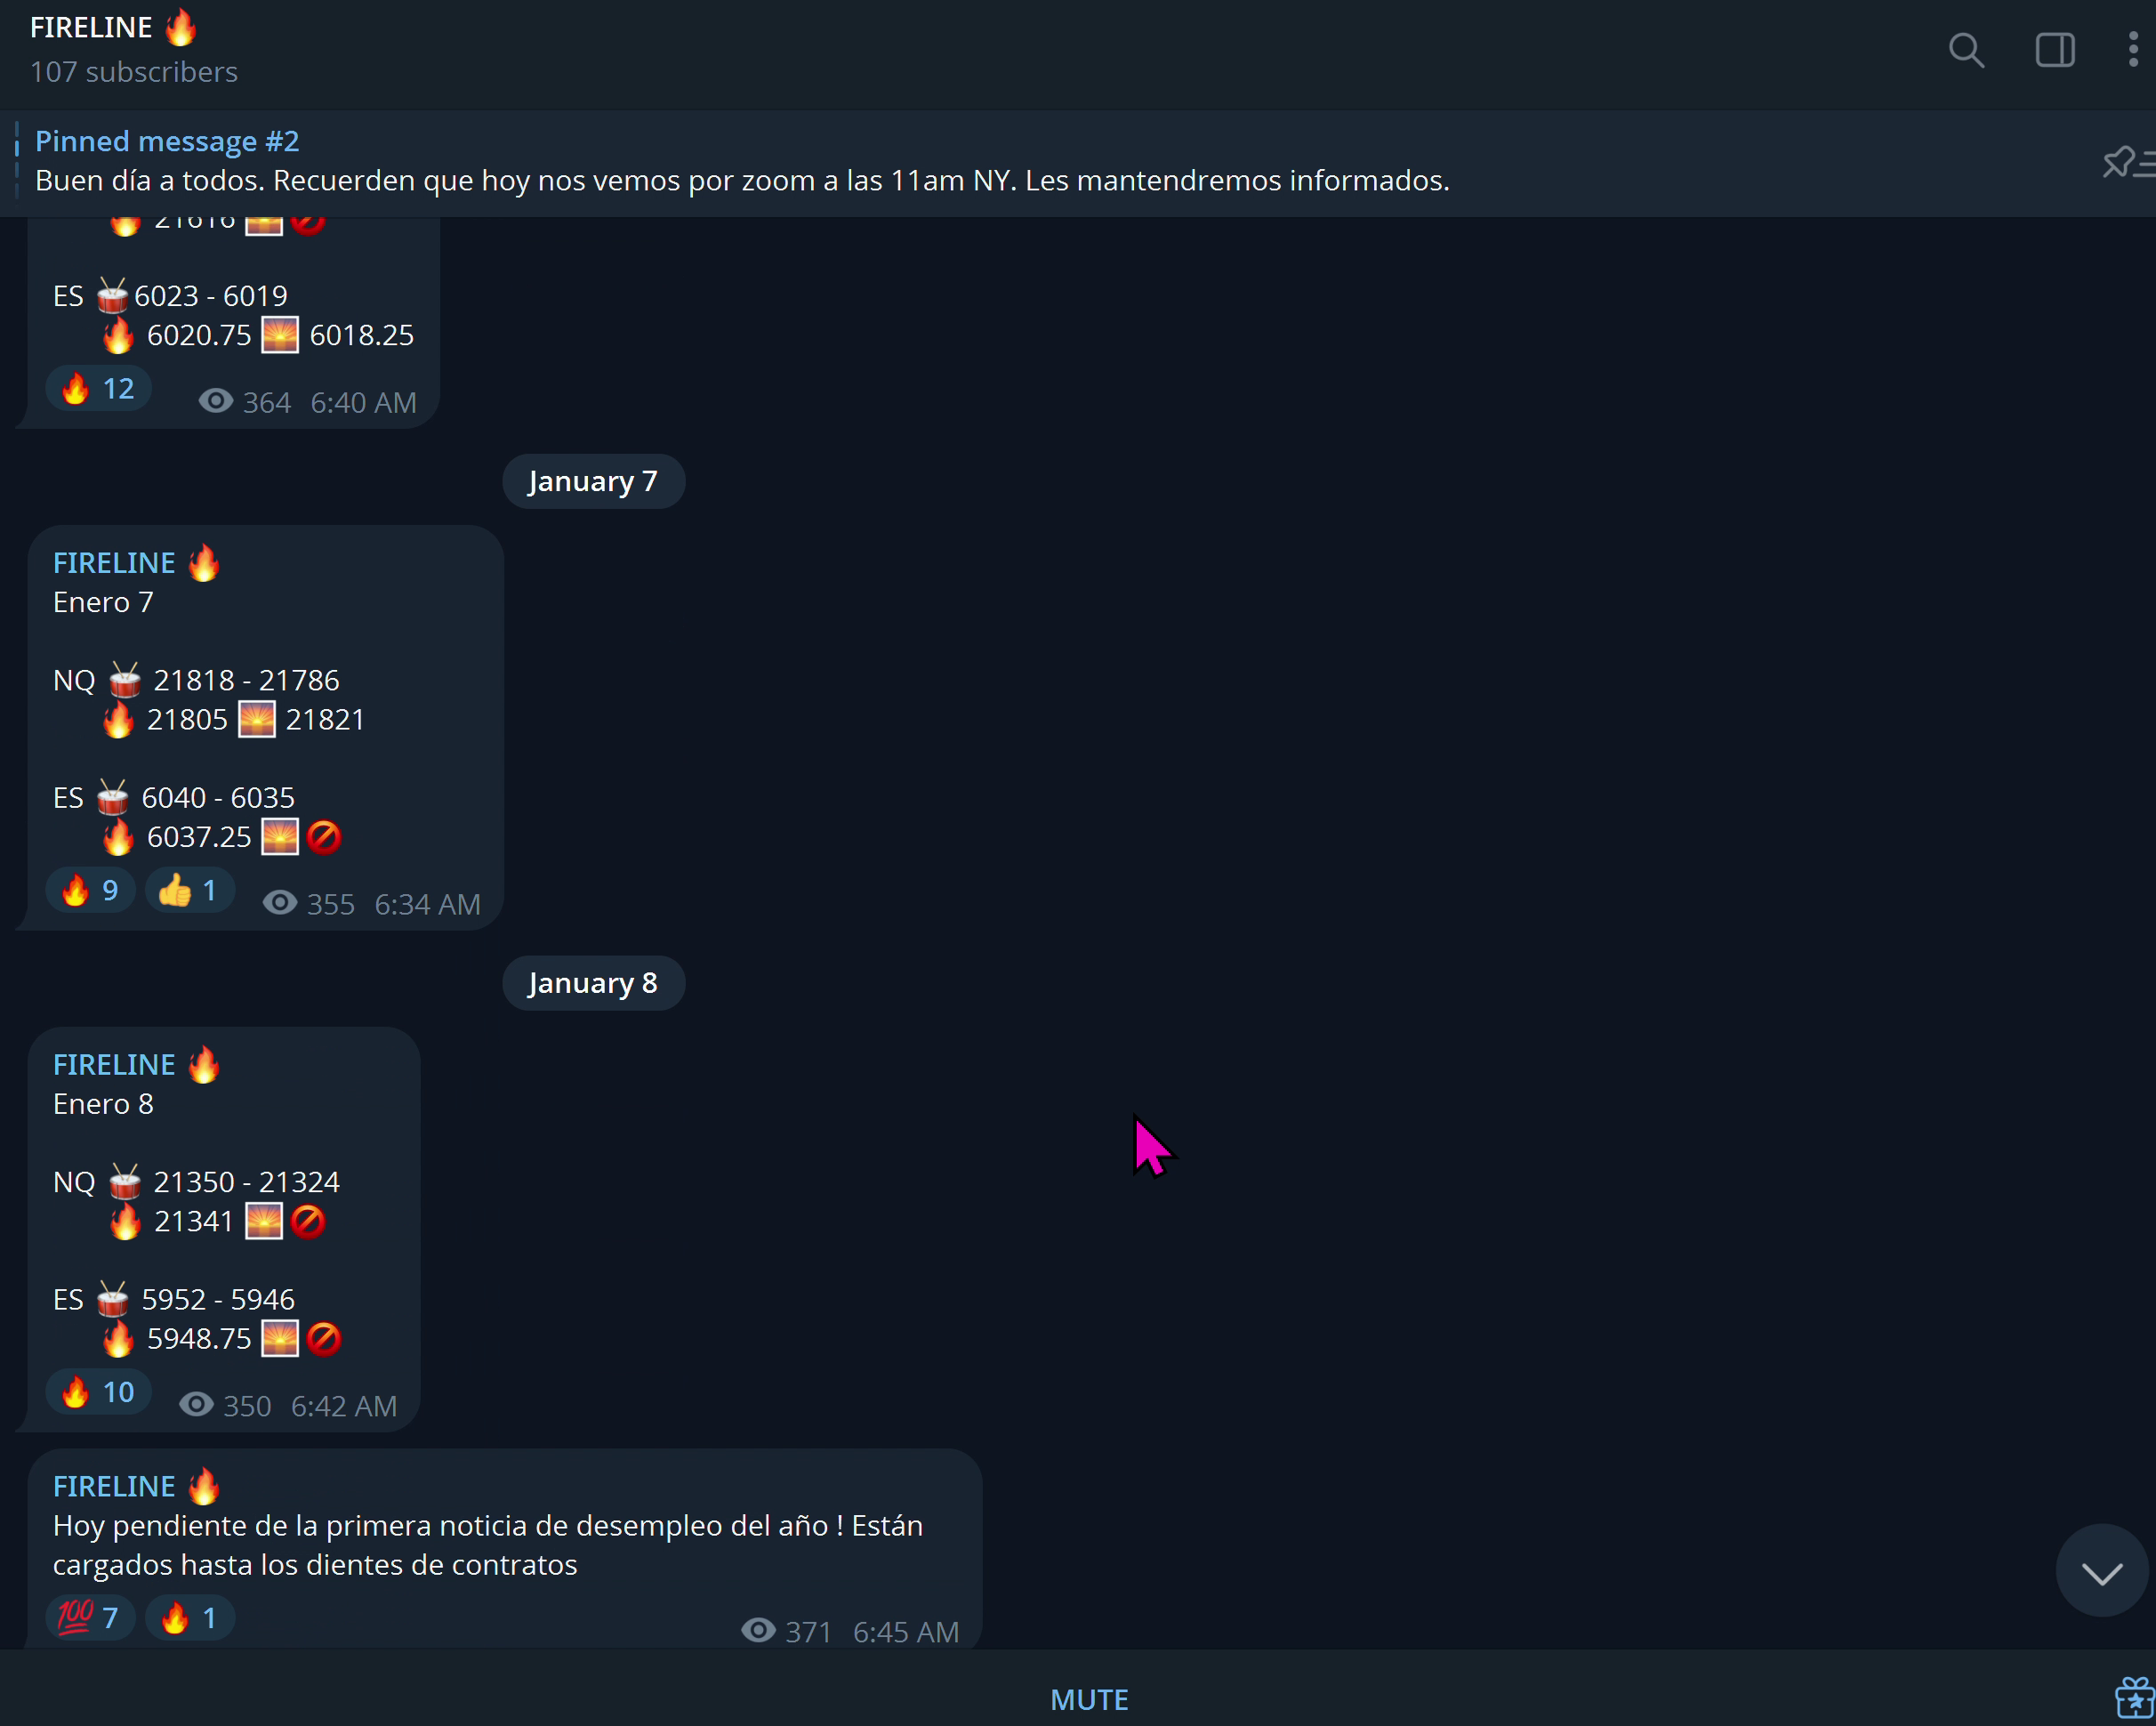 FIRELINE 🔥
107 subscribers
Pinned message #2
Buen día a todos. Recuerden que hoy nos vemos por zoom a las 11am NY. Les mantendremos informados.
🔥 21616 🌅🚫
ES 🥁6023 - 6019
🔥 6020.75 🌅 6018.25
🔥 12 364 6:40 AM
January 7
FIRELINE 🔥
Enero 7
NQ 🥁 21818 - 21786
🔥 21805 🌅 21821
ES 🥁 6040 - 6035
🔥 6037.25 🌅🚫
🔥 9 👍 1 355 6:34 AM
January 8
FIRELINE 🔥
Enero 8
NQ 🥁 21350 - 21324
🔥 21341 🌅🚫
ES 🥁 5952 - 5946
🔥 5948.75 🌅🚫
🔥 10 350 6:42 AM
FIRELINE 🔥
Hoy pendiente de la primera noticia de desempleo del año ! Están
cargados hasta los dientes de contratos
💯 7 🔥 1 371 6:45 AM
MUTE